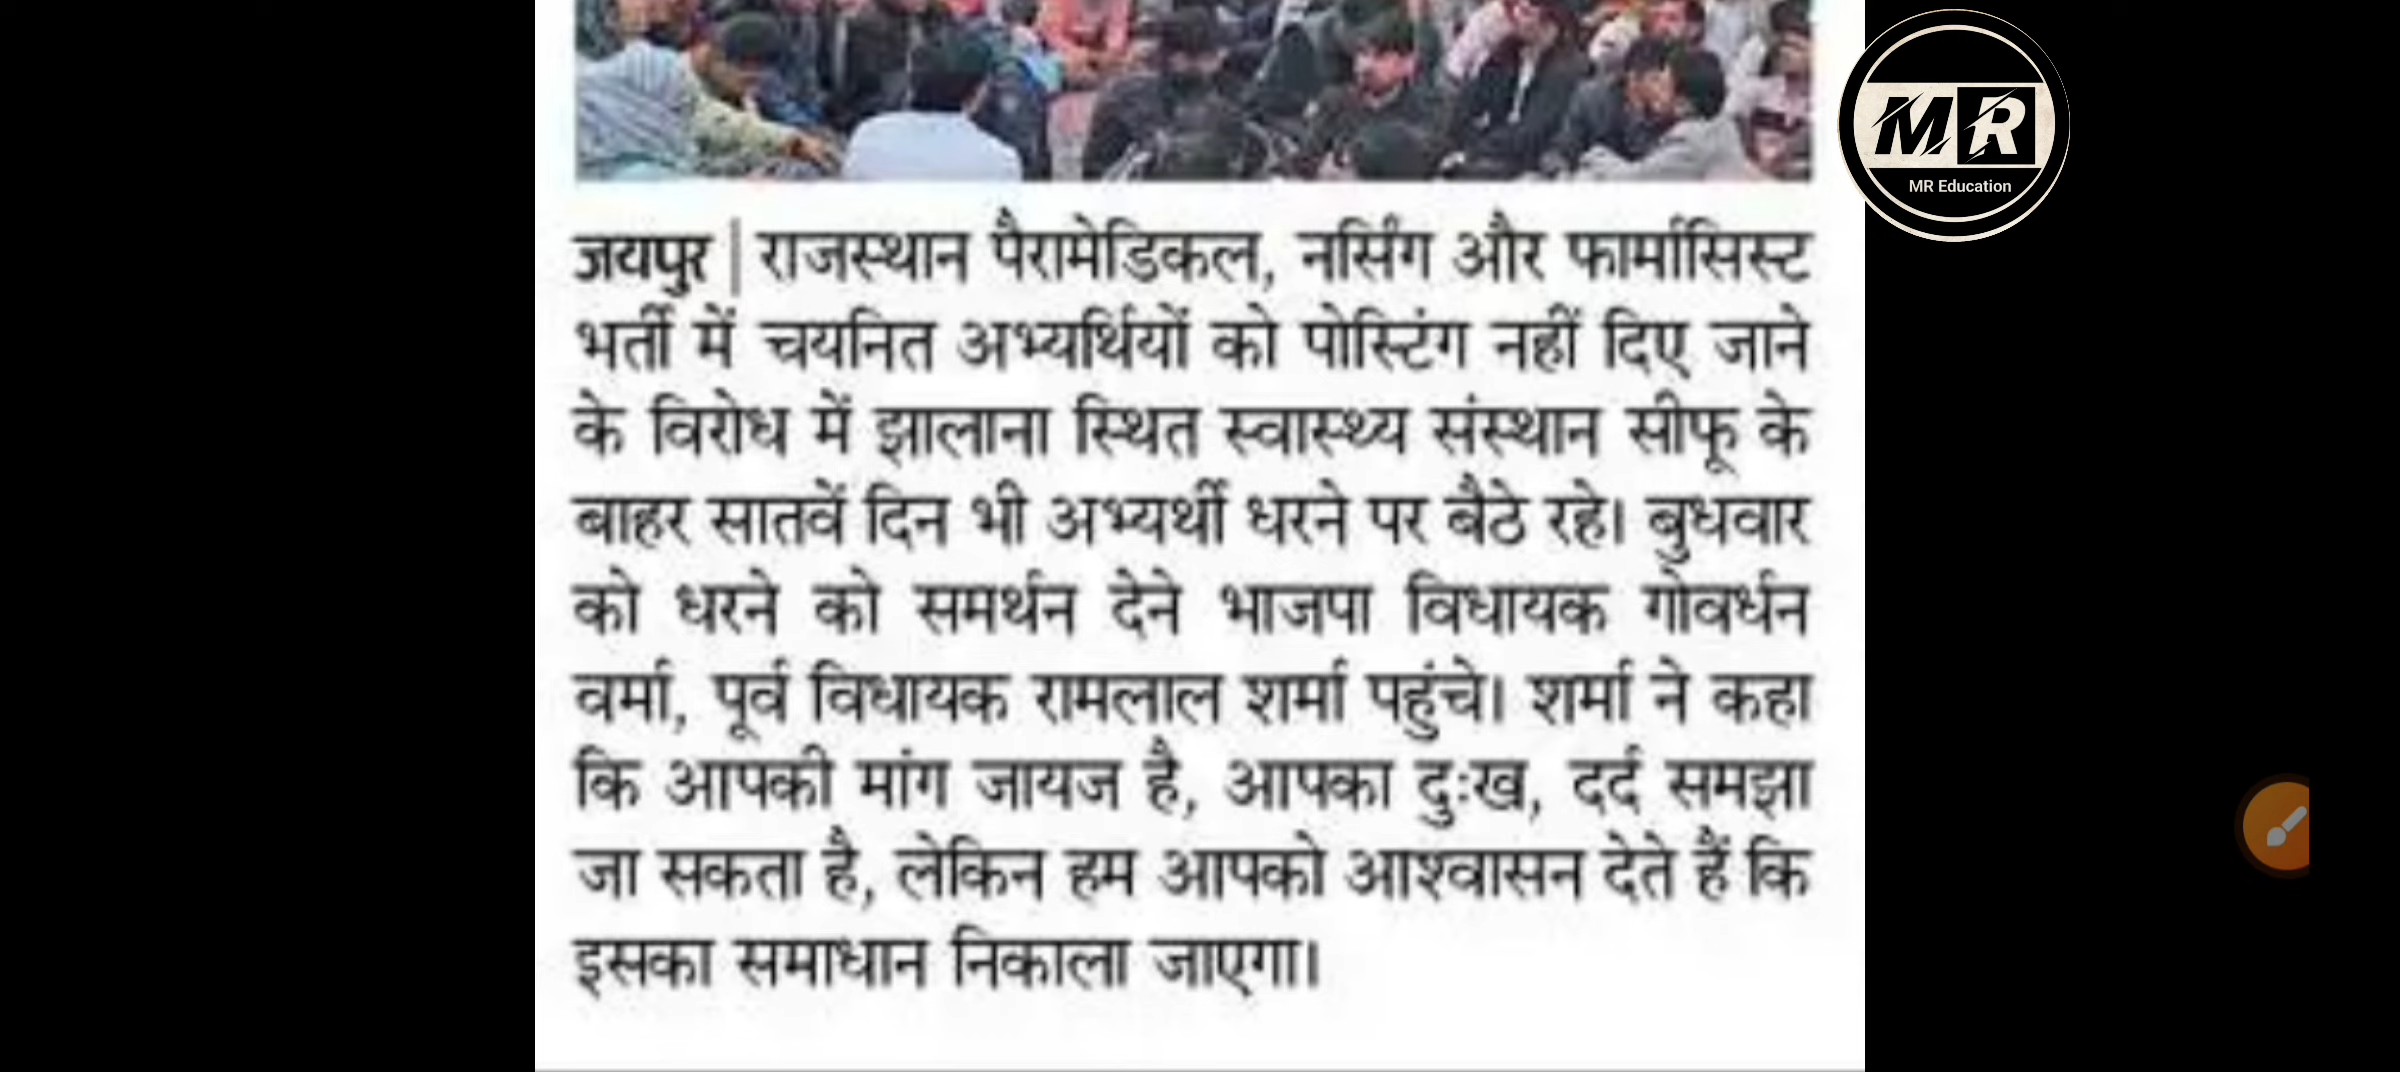 MR
MR Education
जयपुर | राजस्थान पैरामेडिकल, नर्सिंग और फार्मासिस्ट
भर्ती में चयनित अभ्यर्थियों को पोस्टिंग नहीं दिए जाने
के विरोध में झालाना स्थित स्वास्थ्य संस्थान सीफू के
बाहर सातवें दिन भी अभ्यर्थी धरने पर बैठे रहे। बुधवार
को धरने को समर्थन देने भाजपा विधायक गोवर्धन
वर्मा, पूर्व विधायक रामलाल शर्मा पहुंचे। शर्मा ने कहा
कि आपकी मांग जायज है, आपका दुःख, दर्द समझा
जा सकता है, लेकिन हम आपको आश्वासन देते हैं कि
इसका समाधान निकाला जाएगा।